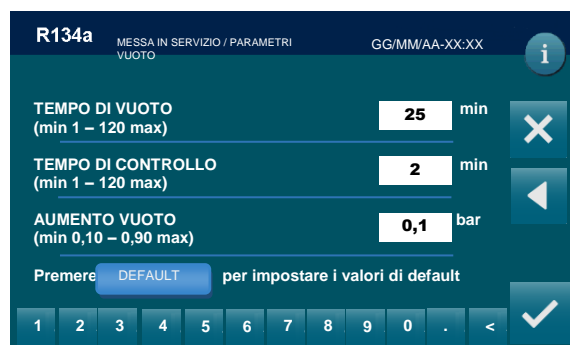 R134a
MESSA IN SERVIZIO / PARAMETRI
VUOTO
GG/MM/AA-XX:XX
i
TEMPO DI VUOTO
(min 1 – 120 max)
25 min
TEMPO DI CONTROLLO
(min 1 – 120 max)
2 min
AUMENTO VUOTO
(min 0,10 – 0,90 max)
0,1 bar
Premere DEFAULT per impostare i valori di default
1 2 3 4 5 6 7 8 9 0 . <